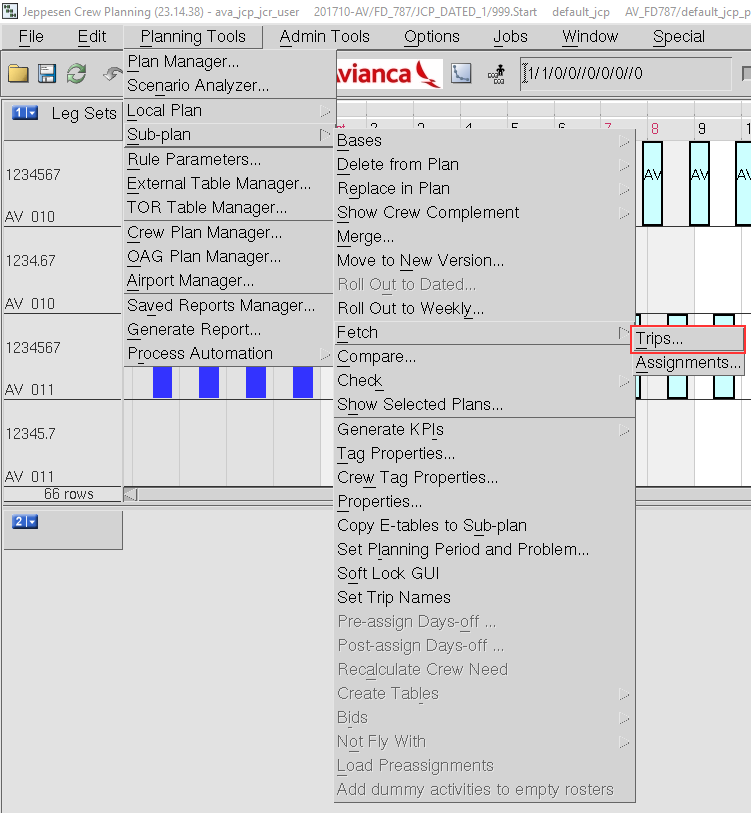 Jeppesen Crew Planning (23.14.38) - ava_jcp_jcr_user 201710-AV/FD_787/JCP_DATED_1/999.Start default_jcp AV_FD787/default_jcp_p
File Edit Planning Tools Admin Tools Options Jobs Window Special
vianca 1/1/0/0//0/0/0//0
1 Leg Sets
3 4 5 6 7 8 9 1
1234567
AV 010
AV AV AV
1234.67
AV 010
1234567
AV 011
12345.7
AV 011
66 rows
2
Plan Manager...
Scenario Analyzer...
Local Plan
Sub-plan
Rule Parameters...
External Table Manager...
TOR Table Manager...
Crew Plan Manager...
OAG Plan Manager...
Airport Manager...
Saved Reports Manager...
Generate Report...
Process Automation
Bases
Delete from Plan
Replace in Plan
Show Crew Complement
Merge...
Move to New Version...
Roll Out to Dated...
Roll Out to Weekly...
Fetch
Compare...
Check
Show Selected Plans...
Generate KPIs
Tag Properties...
Crew Tag Properties...
Properties...
Copy E-tables to Sub-plan
Set Planning Period and Problem...
Soft Lock GUI
Set Trip Names
Pre-assign Days-off ...
Post-assign Days-off ...
Recalculate Crew Need
Create Tables
Bids
Not Fly With
Load Preassignments
Add dummy activities to empty rosters
Trips...
Assignments...